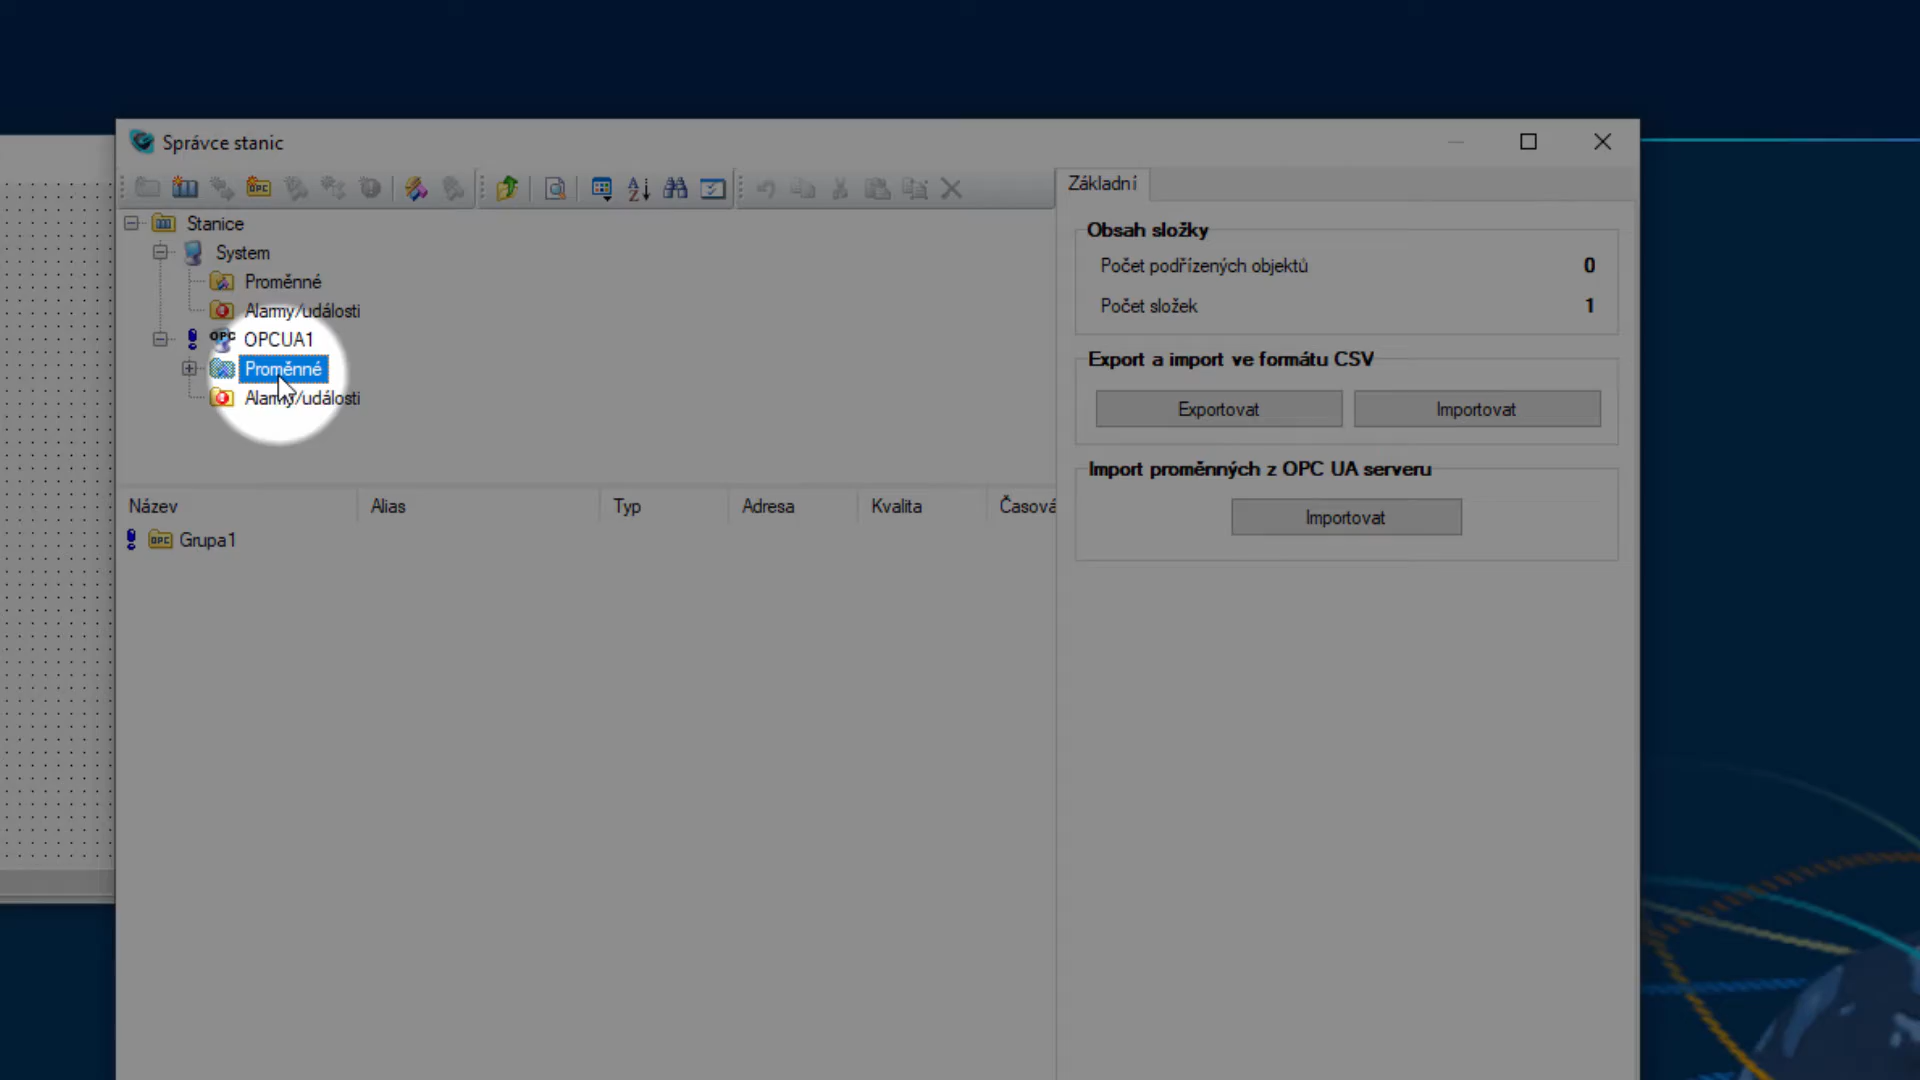 Správce stanic
Stanice
System
Proměnné
Alarmy/události
OPC OPCUA1
Proměnné
Alarmy/události
Název Alias Typ Adresa Kvalita Časová
OPC Grupa1
Základní
Obsah složky
Počet podřízených objektů 0
Počet složek 1
Export a import ve formátu CSV
Exportovat Importovat
Import proměnných z OPC UA serveru
Importovat